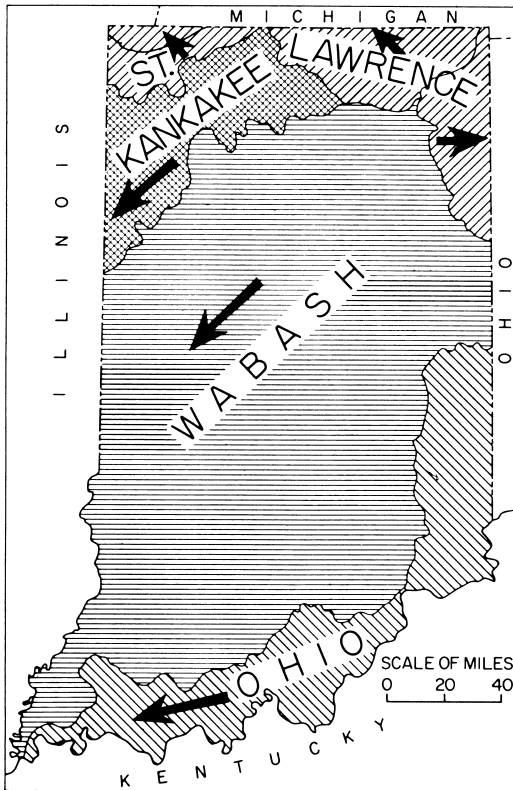 MICHIGAN
ST. LAWRENCE
KANKAKEE
ILLINOIS
OHIO
WABASH
OHIO
SCALE OF MILES
0 20 40
KENTUCKY